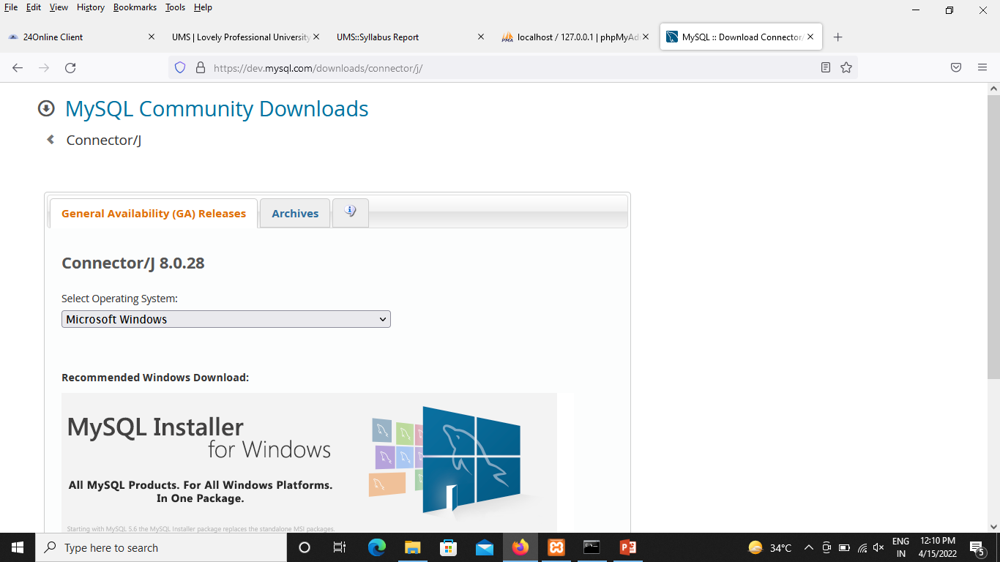 File Edit View History Bookmarks Tools Help
24Online Client
UMS | Lovely Professional University
UMS::Syllabus Report
localhost / 127.0.0.1 | phpMyAd
MySQL :: Download Connector/
https://dev.mysql.com/downloads/connector/j/
MySQL Community Downloads
Connector/J
General Availability (GA) Releases
Archives
Connector/J 8.0.28
Select Operating System:
Microsoft Windows
Recommended Windows Download:
MySQL Installer
for Windows
All MySQL Products. For All Windows Platforms.
In One Package.
Starting with MySQL 5.6 the MySQL Installer package replaces the standalone MSI packages.
Type here to search
34°C
ENG
IN
12:10 PM
4/15/2022
5